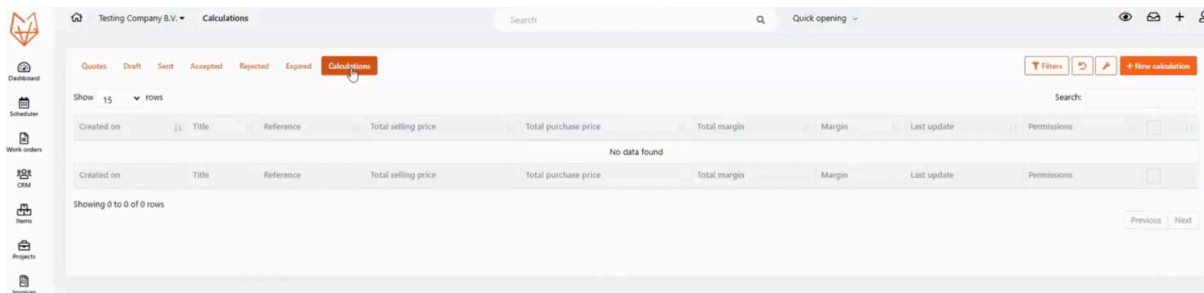 Testing Company B.V. Calculations Search Quick opening
Dashboard
Scheduler
Work orders
CRM
Items
Projects
Invoices
Quotes Draft Sent Accepted Rejected Expired Calculations Filters + New calculation
Show 15 rows Search:
Created on Title Reference Total selling price Total purchase price Total margin Margin Last update Permissions
No data found
Created on Title Reference Total selling price Total purchase price Total margin Margin Last update Permissions
Showing 0 to 0 of 0 rows
Previous Next